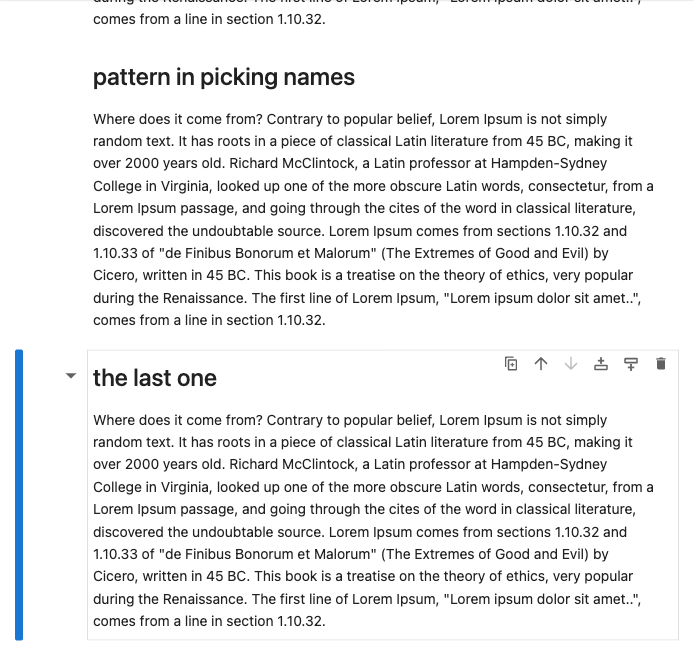 comes from a line in section 1.10.32.
pattern in picking names
Where does it come from? Contrary to popular belief, Lorem Ipsum is not simply
random text. It has roots in a piece of classical Latin literature from 45 BC, making it
over 2000 years old. Richard McClintock, a Latin professor at Hampden-Sydney
College in Virginia, looked up one of the more obscure Latin words, consectetur, from a
Lorem Ipsum passage, and going through the cites of the word in classical literature,
discovered the undoubtable source. Lorem Ipsum comes from sections 1.10.32 and
1.10.33 of "de Finibus Bonorum et Malorum" (The Extremes of Good and Evil) by
Cicero, written in 45 BC. This book is a treatise on the theory of ethics, very popular
during the Renaissance. The first line of Lorem Ipsum, "Lorem ipsum dolor sit amet..",
comes from a line in section 1.10.32.
the last one
Where does it come from? Contrary to popular belief, Lorem Ipsum is not simply
random text. It has roots in a piece of classical Latin literature from 45 BC, making it
over 2000 years old. Richard McClintock, a Latin professor at Hampden-Sydney
College in Virginia, looked up one of the more obscure Latin words, consectetur, from a
Lorem Ipsum passage, and going through the cites of the word in classical literature,
discovered the undoubtable source. Lorem Ipsum comes from sections 1.10.32 and
1.10.33 of "de Finibus Bonorum et Malorum" (The Extremes of Good and Evil) by
Cicero, written in 45 BC. This book is a treatise on the theory of ethics, very popular
during the Renaissance. The first line of Lorem Ipsum, "Lorem ipsum dolor sit amet..",
comes from a line in section 1.10.32.